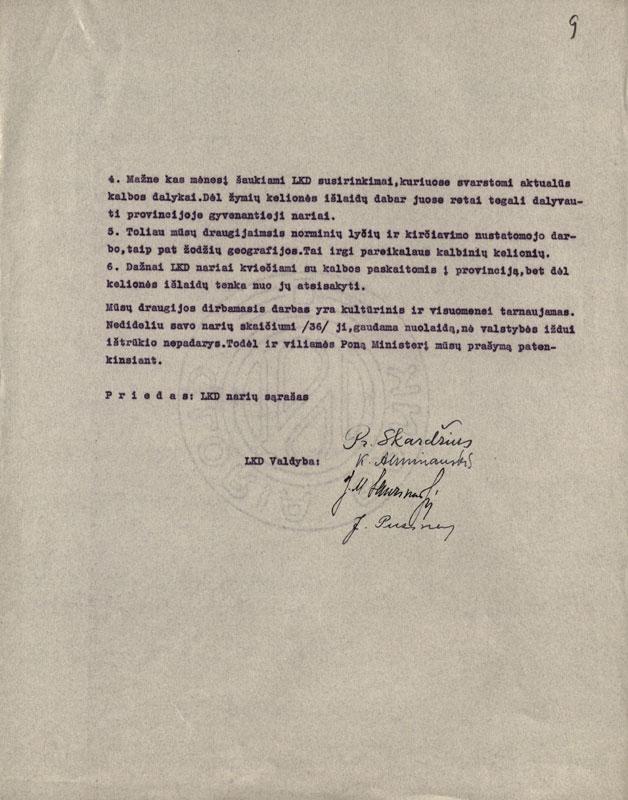 9
4. Mažne kas mėnesį šaukiami LKD susirinkimai,kuriuose svarstomi aktualūs
kalbos dalykai.Dėl žymių kelionės išlaidų dabar juose retai tegali dalyvau-
ti provincijoje gyvenantieji nariai.
5. Toliau mūsų draugijaimsis norminių lyčių ir kirčiavimo nustatomojo dar-
bo,taip pat žodžių geografijos.Tai irgi pareikalaus kalbinių kelionių.
6. Dažnai LKD nariai kviečiami su kalbos paskaitomis į provinciją,bet dėl
kelionės išlaidų tenka nuo jų atsisakyti.
Mūsų draugijos dirbamasis darbas yra kultūrinis ir visuomenei tarnaujamas.
Nedideliu savo narių skaičiumi /36/ ji,gaudama nuolaidą,nė valstybės iždui
ištrūkio nepadarys.Todėl ir viliamės Poną Ministerį mūsų prašymą paten-
kinsiant.
P r i e d a s: LKD narių sąrašas
Pr. Skardžius
LKD Valdyba:
K. Alminauskis
J.